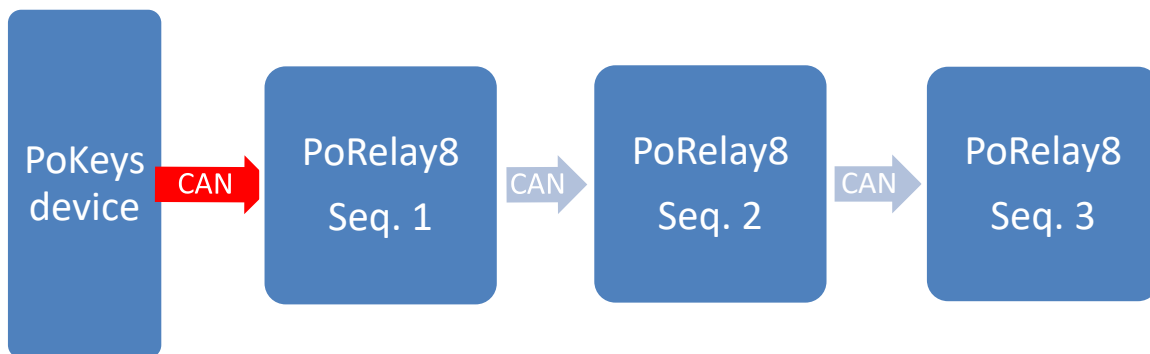 PoKeys
device
CAN
PoRelay8
Seq. 1
CAN
PoRelay8
Seq. 2
CAN
PoRelay8
Seq. 3